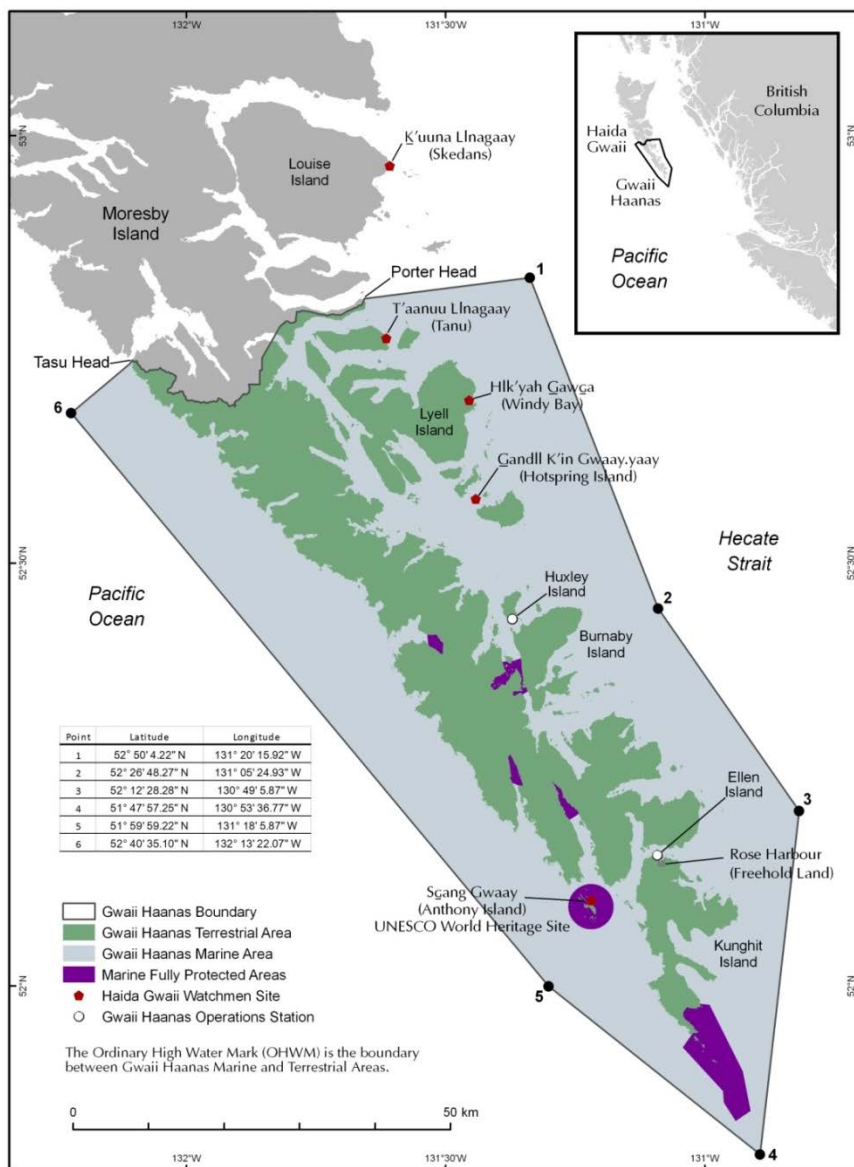 132°W
131°30'W
131°W
53°N
53°N
52°30'N
52°30'N
52°N
52°N
British
Columbia
Haida
Gwaii
Gwaii
Haanas
Pacific
Ocean
Ḵ'uuna Llnagaay
(Skedans)
Louise
Island
Moresby
Island
Porter Head
1
T'aanuu Llnagaay
(Tanu)
Tasu Head
Hlk'yah G̱awG̱a
(Windy Bay)
6
Lyell
Island
G̱andll K'in Gwaay.yaay
(Hotspring Island)
Hecate
Strait
Pacific
Ocean
Huxley
Island
2
Burnaby
Island
Point Latitude Longitude
1 52° 50' 4.22" N 131° 20' 15.92" W
2 52° 26' 48.27" N 131° 05' 24.93" W
3 52° 12' 28.28" N 130° 49' 5.87" W
4 51° 47' 57.25" N 130° 53' 36.77" W
5 51° 59' 59.22" N 131° 18' 5.87" W
6 52° 40' 35.10" N 132° 13' 22.07" W
Ellen
Island
3
Rose Harbour
(Freehold Land)
Sg̱ang Gwaay
(Anthony Island)
UNESCO World Heritage Site
Kunghit
Island
5
Gwaii Haanas Boundary
Gwaii Haanas Terrestrial Area
Gwaii Haanas Marine Area
Marine Fully Protected Areas
Haida Gwaii Watchmen Site
Gwaii Haanas Operations Station
The Ordinary High Water Mark (OHWM) is the boundary
between Gwaii Haanas Marine and Terrestrial Areas.
0 50 km
4
132°W
131°30'W
131°W